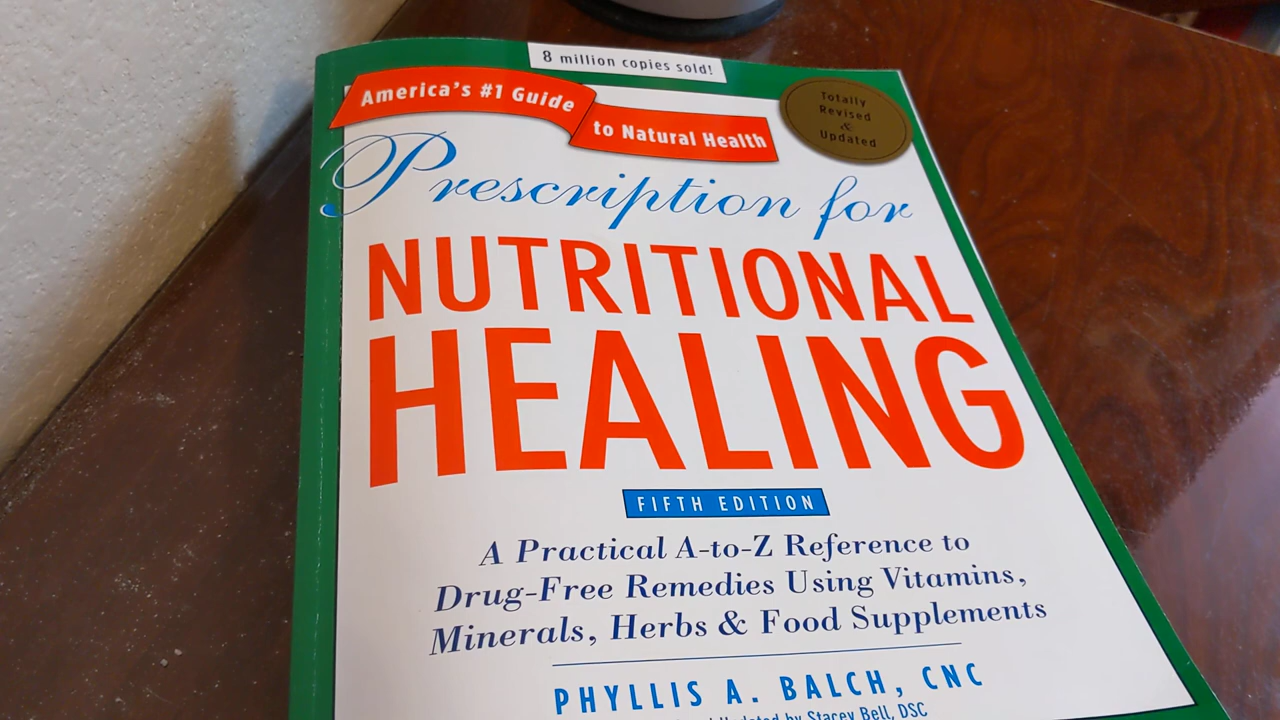 8 million copies sold!
America's #1 Guide
to Natural Health
Totally
Revised
&
Updated
Prescription for
NUTRITIONAL
HEALING
FIFTH EDITION
A Practical A-to-Z Reference to
Drug-Free Remedies Using Vitamins,
Minerals, Herbs & Food Supplements
PHYLLIS A. BALCH, CNC
Updated by Stacey Bell, DSC